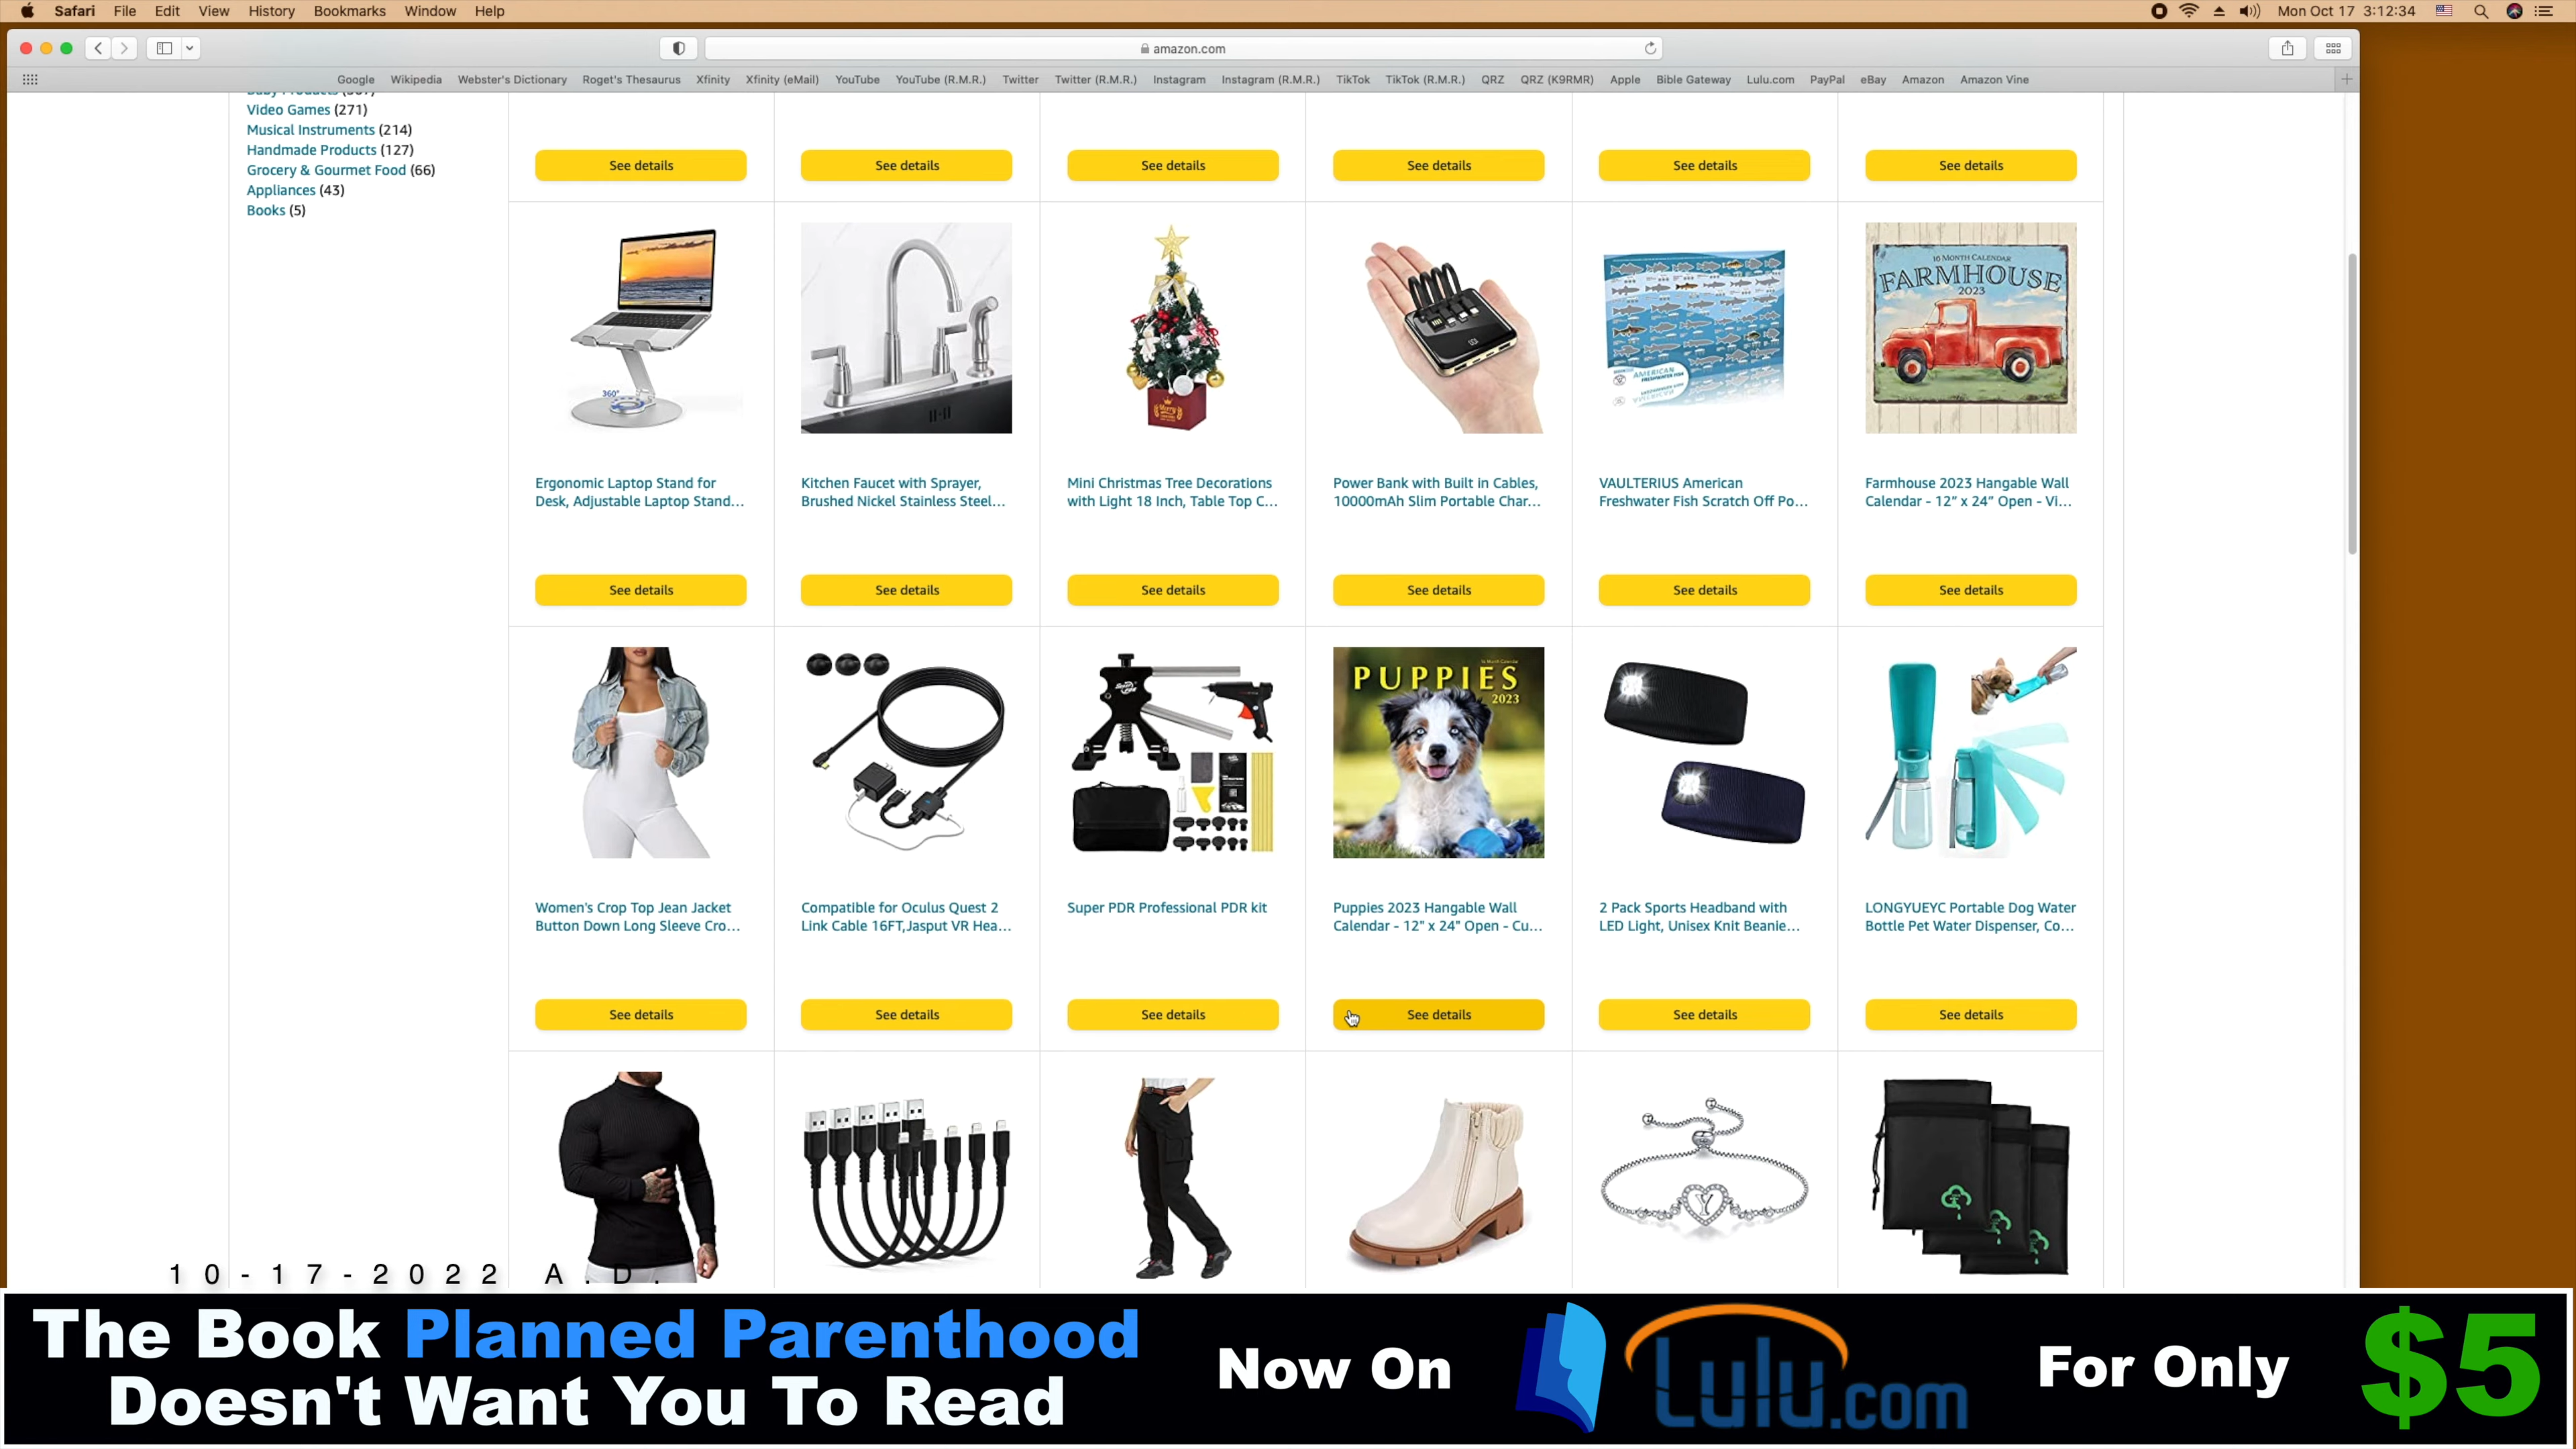 Safari File Edit View History Bookmarks Window Help Mon Oct 17 3:12:34
amazon.com
Google Wikipedia Webster's Dictionary Roget's Thesaurus Xfinity Xfinity (eMail) YouTube YouTube (R.M.R.) Twitter Twitter (R.M.R.) Instagram Instagram (R.M.R.) TikTok TikTok (R.M.R.) QRZ QRZ (K9RMR) Apple Bible Gateway Lulu.com PayPal eBay Amazon Amazon Vine
Video Games (271)
Musical Instruments (214)
Handmade Products (127)
Grocery & Gourmet Food (66)
Appliances (43)
Books (5)
See details See details See details See details See details See details
360°
16 MONTH CALENDAR
FARMHOUSE
2023
AMERICAN
FRESHWATER FISH
Ergonomic Laptop Stand for
Desk, Adjustable Laptop Stand...
Kitchen Faucet with Sprayer,
Brushed Nickel Stainless Steel...
Mini Christmas Tree Decorations
with Light 18 Inch, Table Top C...
Power Bank with Built in Cables,
10000mAh Slim Portable Char...
VAULTERIUS American
Freshwater Fish Scratch Off Po...
Farmhouse 2023 Hangable Wall
Calendar - 12" x 24" Open - Vi...
See details See details See details See details See details See details
PUPPIES
2023
Women's Crop Top Jean Jacket
Button Down Long Sleeve Cro...
Compatible for Oculus Quest 2
Link Cable 16FT,Jasput VR Hea...
Super PDR Professional PDR kit
Puppies 2023 Hangable Wall
Calendar - 12" x 24" Open - Cu...
2 Pack Sports Headband with
LED Light, Unisex Knit Beanie...
LONGYUEYC Portable Dog Water
Bottle Pet Water Dispenser, Co...
See details See details See details See details See details See details
Y
10-17-2022 A.D.
The Book Planned Parenthood
Doesn't Want You To Read
Now On
Lulu.com
For Only
$5